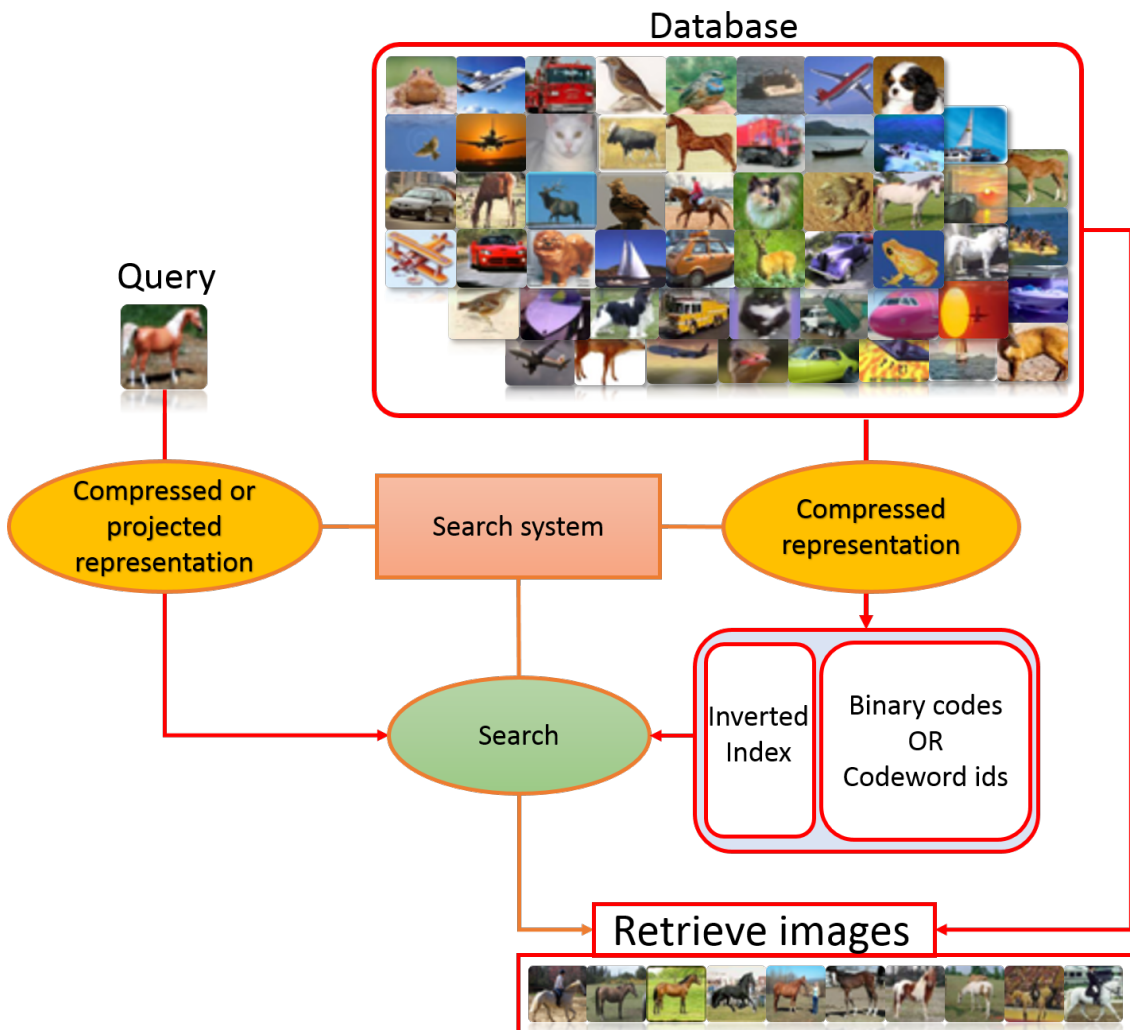 Database
Query
Compressed or
projected
representation
Search system
Compressed
representation
Search
Inverted
Index
Binary codes
OR
Codeword ids
Retrieve images